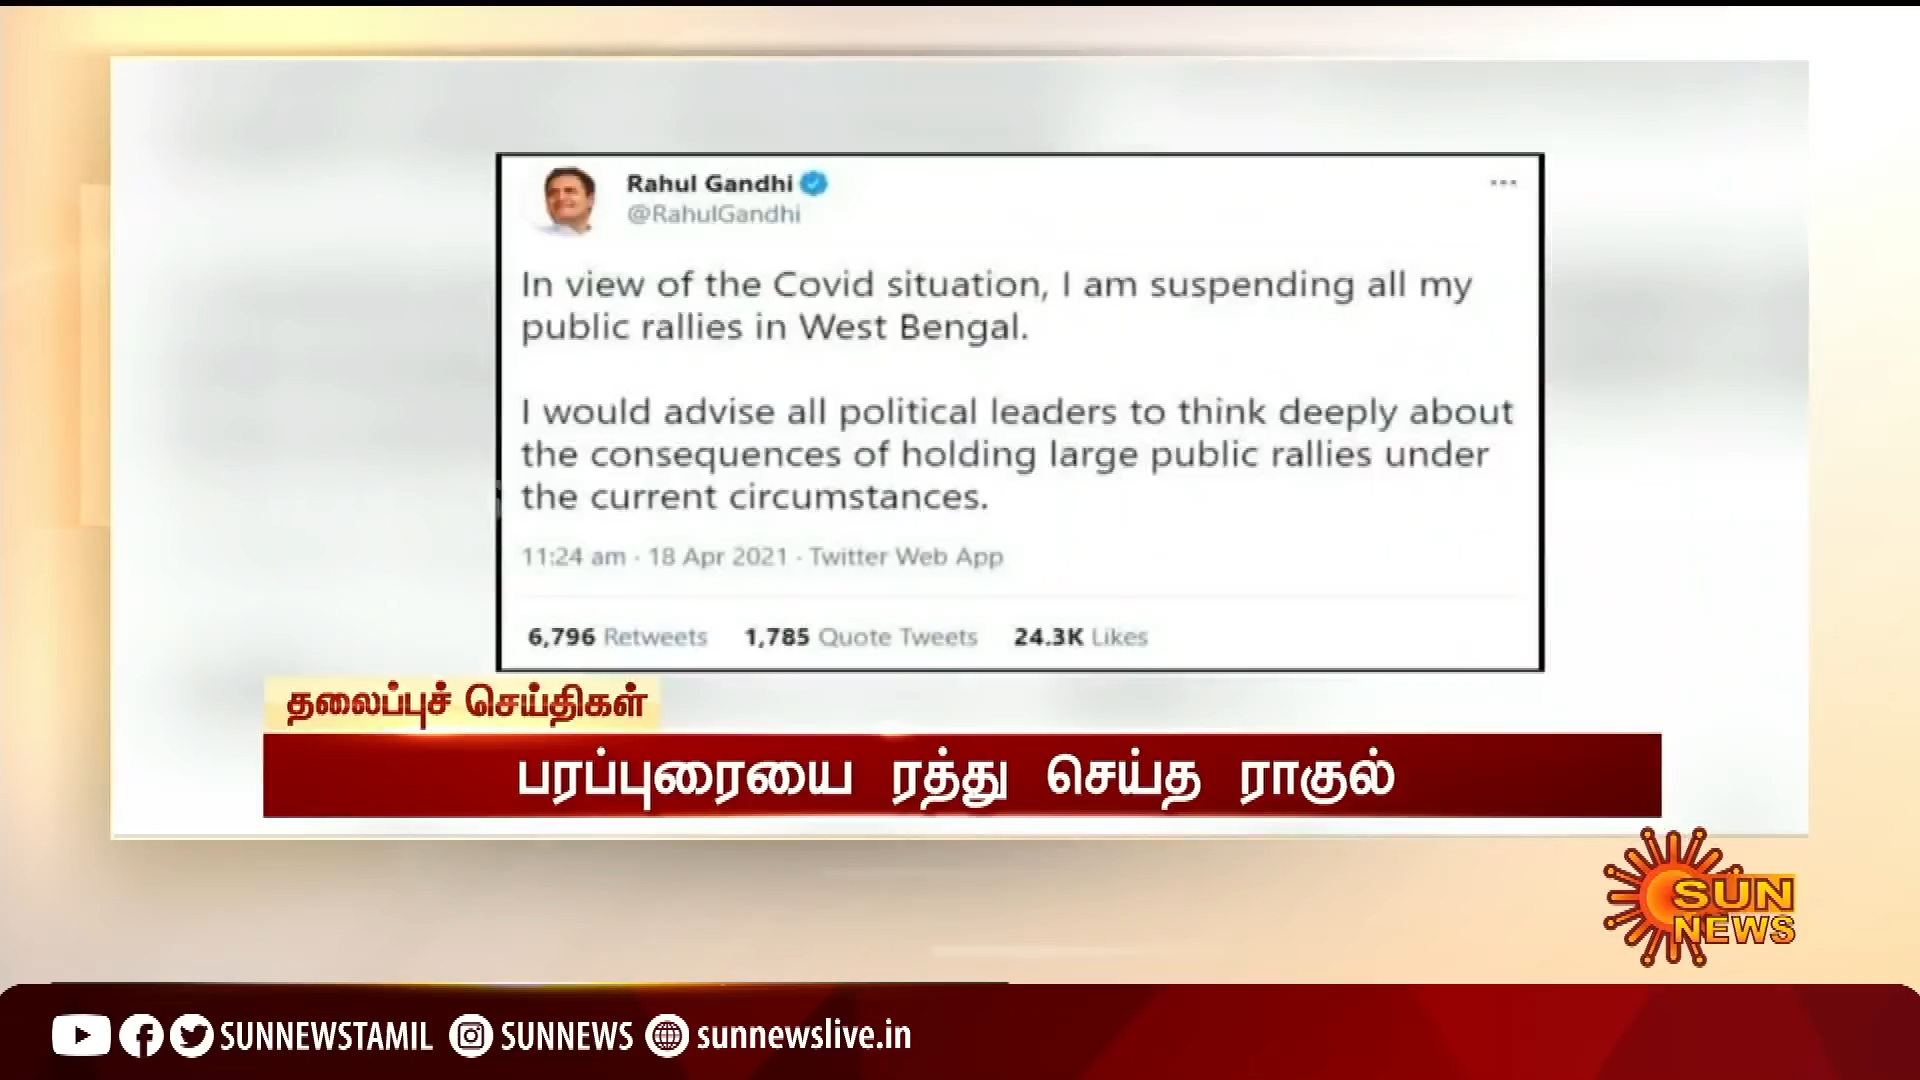 Rahul Gandhi
@RahulGandhi
In view of the Covid situation, I am suspending all my
public rallies in West Bengal.
I would advise all political leaders to think deeply about
the consequences of holding large public rallies under
the current circumstances.
11:24 am · 18 Apr 2021 · Twitter Web App
6,796 Retweets 1,785 Quote Tweets 24.3K Likes
தலைப்புச் செய்திகள்
பரப்புரையை ரத்து செய்த ராகுல்
SUN
NEWS
SUNNEWSTAMIL SUNNEWS sunnewslive.in